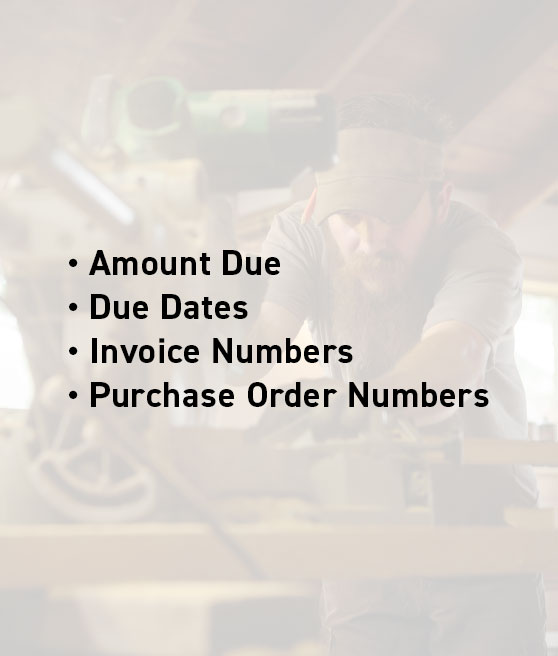 • Amount Due
• Due Dates
• Invoice Numbers
• Purchase Order Numbers